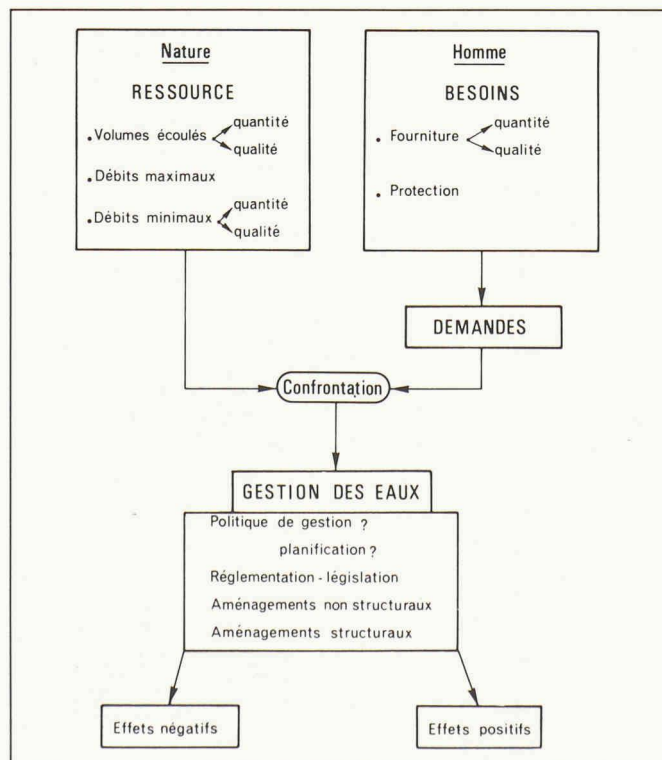 Nature
RESSOURCE
• Volumes écoulés
quantité
qualité
• Débits maximaux
• Débits minimaux
quantité
qualité
Homme
BESOINS
• Fourniture
quantité
qualité
• Protection
DEMANDES
Confrontation
GESTION DES EAUX
Politique de gestion ?
planification ?
Réglementation - législation
Aménagements non structuraux
Aménagements structuraux
Effets négatifs
Effets positifs